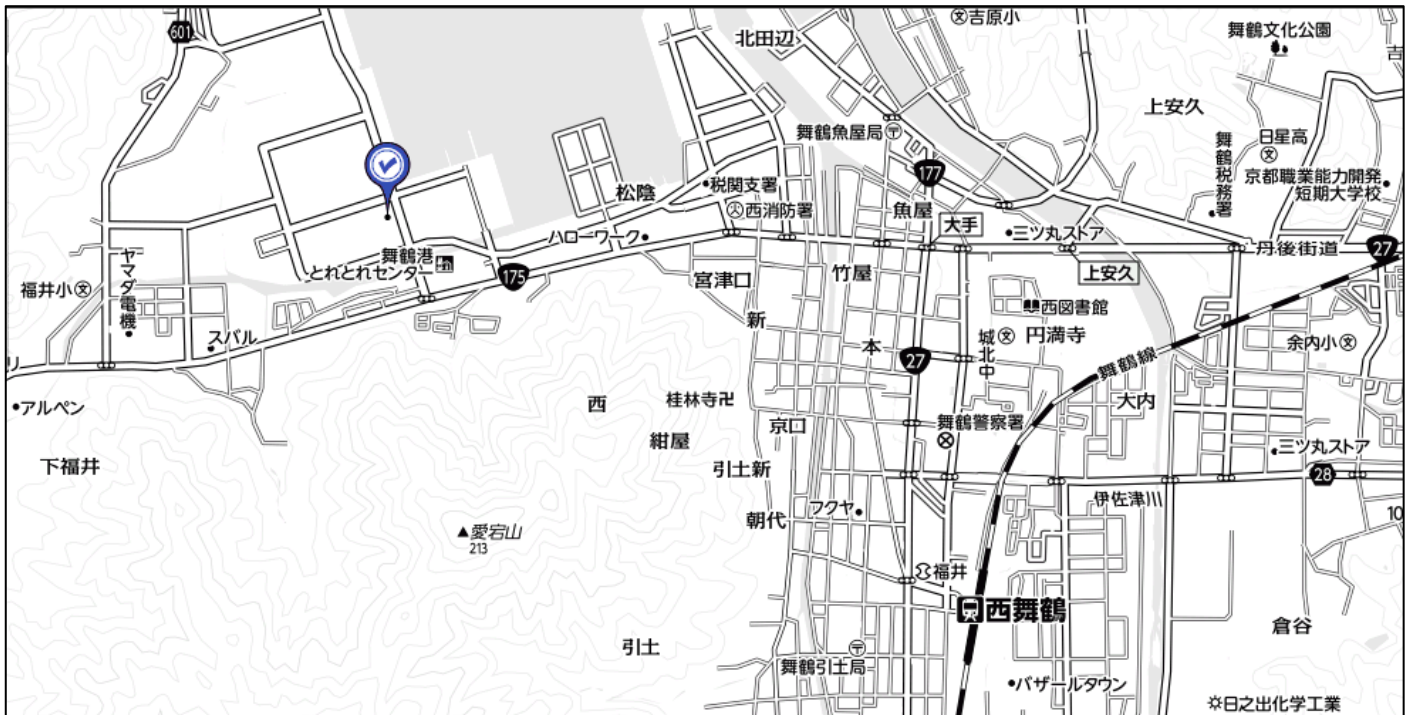 吉原小
601
北田辺
舞鶴文化公園
吉
上安久
舞鶴魚屋局
舞鶴税務署
日星高
京都職業能力開発
短期大学校
177
松陰
税関支署
西消防署
魚屋
大手
三ツ丸ストア
丹後街道
27
ハローワーク
舞鶴港
とれとれセンター
175
上安久
福井小
ヤマダ電機
宮津口
竹屋
西図書館
新
円満寺
スバル
本
27
城北中
余内小
リ
舞鶴線
アルペン
西
桂林寺
大内
京口
舞鶴警察署
紺屋
三ツ丸ストア
下福井
引土新
28
伊佐津川
フクヤ
朝代
10
愛宕山
213
福井
西舞鶴
倉谷
引土
舞鶴引土局
バザールタウン
日之出化学工業